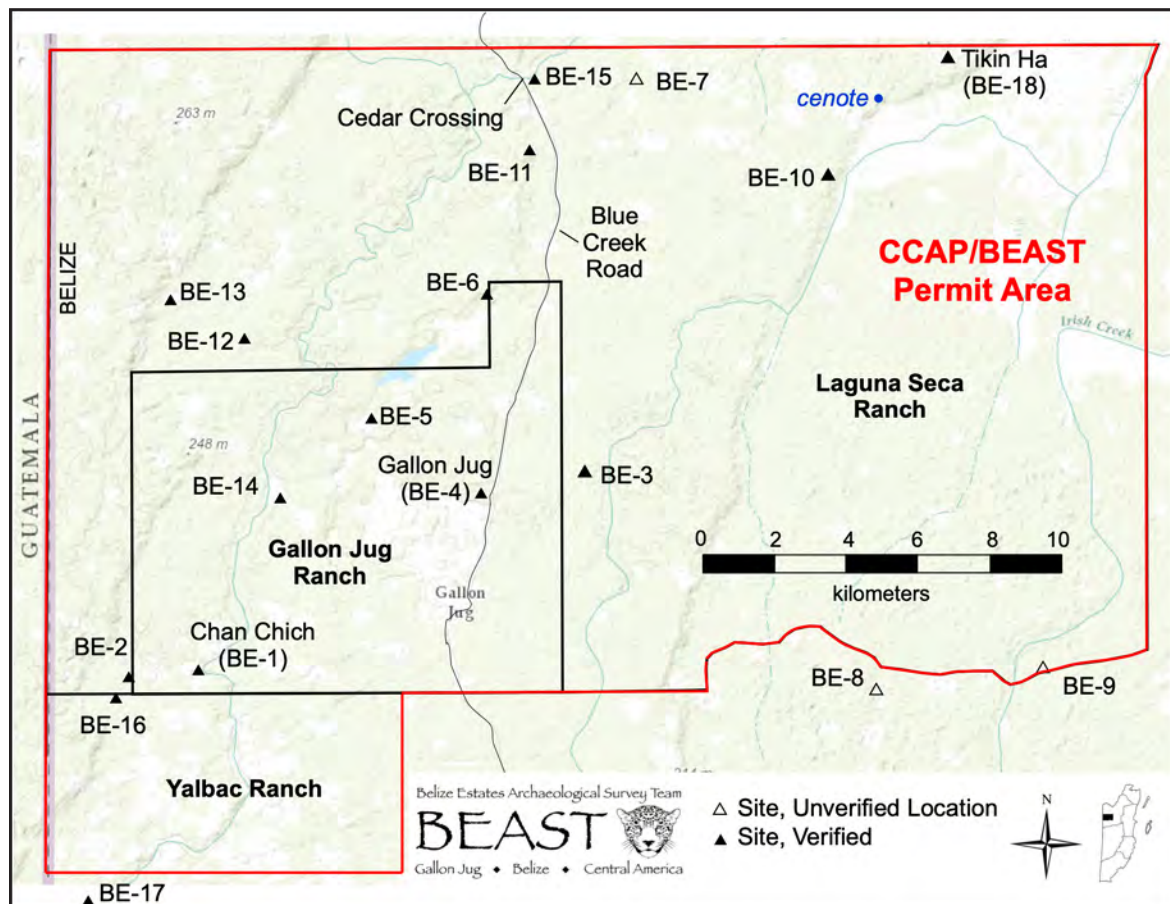 Tikin Ha
(BE-18)
BE-15
BE-7
cenote
263 m
Cedar Crossing
BE-11
BE-10
Blue
Creek
Road
BELIZE
CCAP/BEAST
Permit Area
BE-13
BE-6
BE-12
Irish Creek
Laguna Seca
Ranch
GUATEMALA
BE-5
248 m
Gallon Jug
(BE-4)
BE-3
BE-14
0 2 4 6 8 10
kilometers
Gallon Jug
Ranch
Gallon
Jug
Chan Chich
(BE-1)
BE-2
BE-8
BE-9
BE-16
Yalbac Ranch
Belize Estates Archaeological Survey Team
BEAST
Gallon Jug ◆ Belize ◆ Central America
△ Site, Unverified Location
▲ Site, Verified
N
BE-17